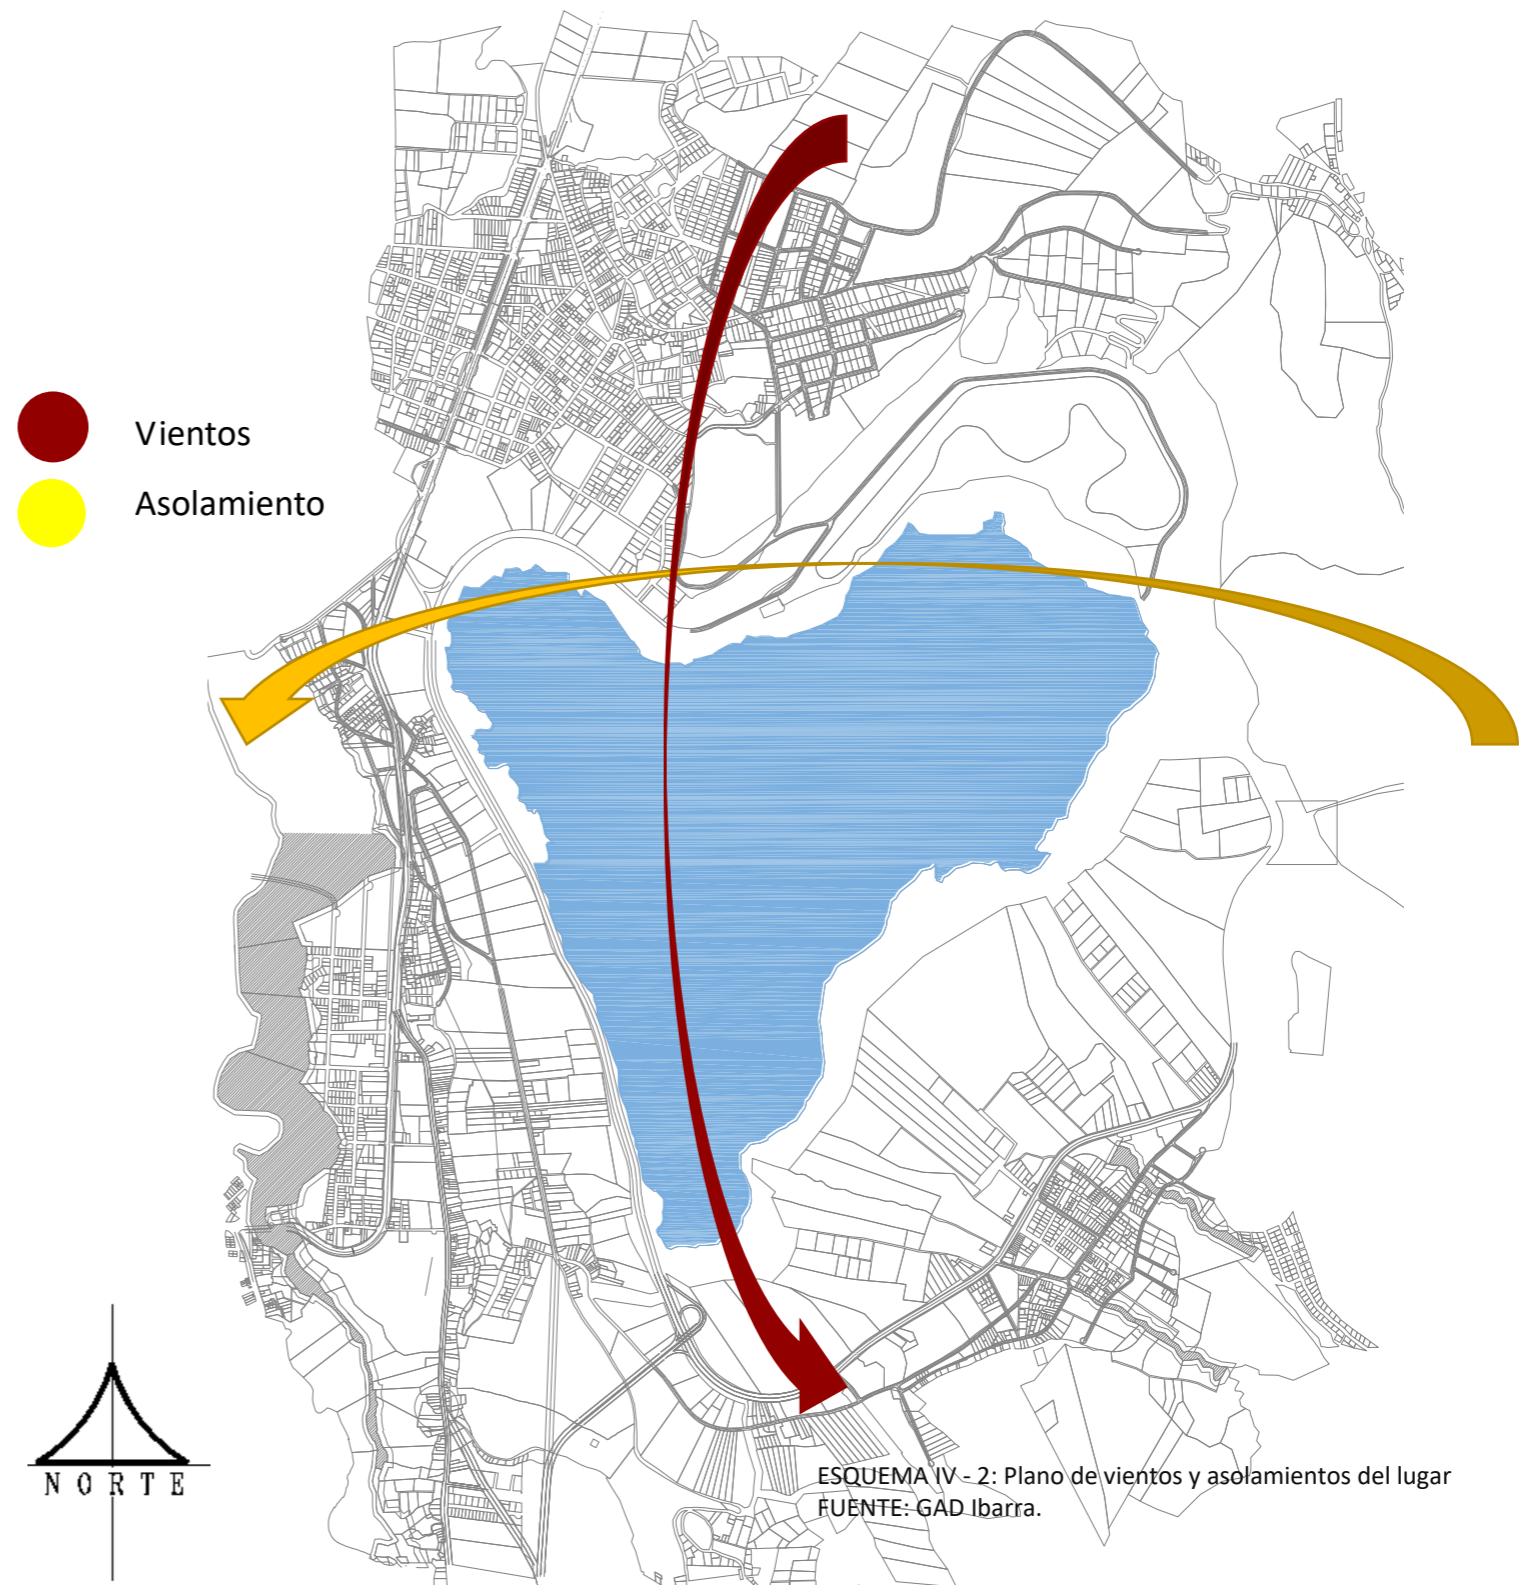 Vientos
Asolamiento
NORTE
ESQUEMA IV - 2: Plano de vientos y asolamientos del lugar
FUENTE: GAD Ibarra.